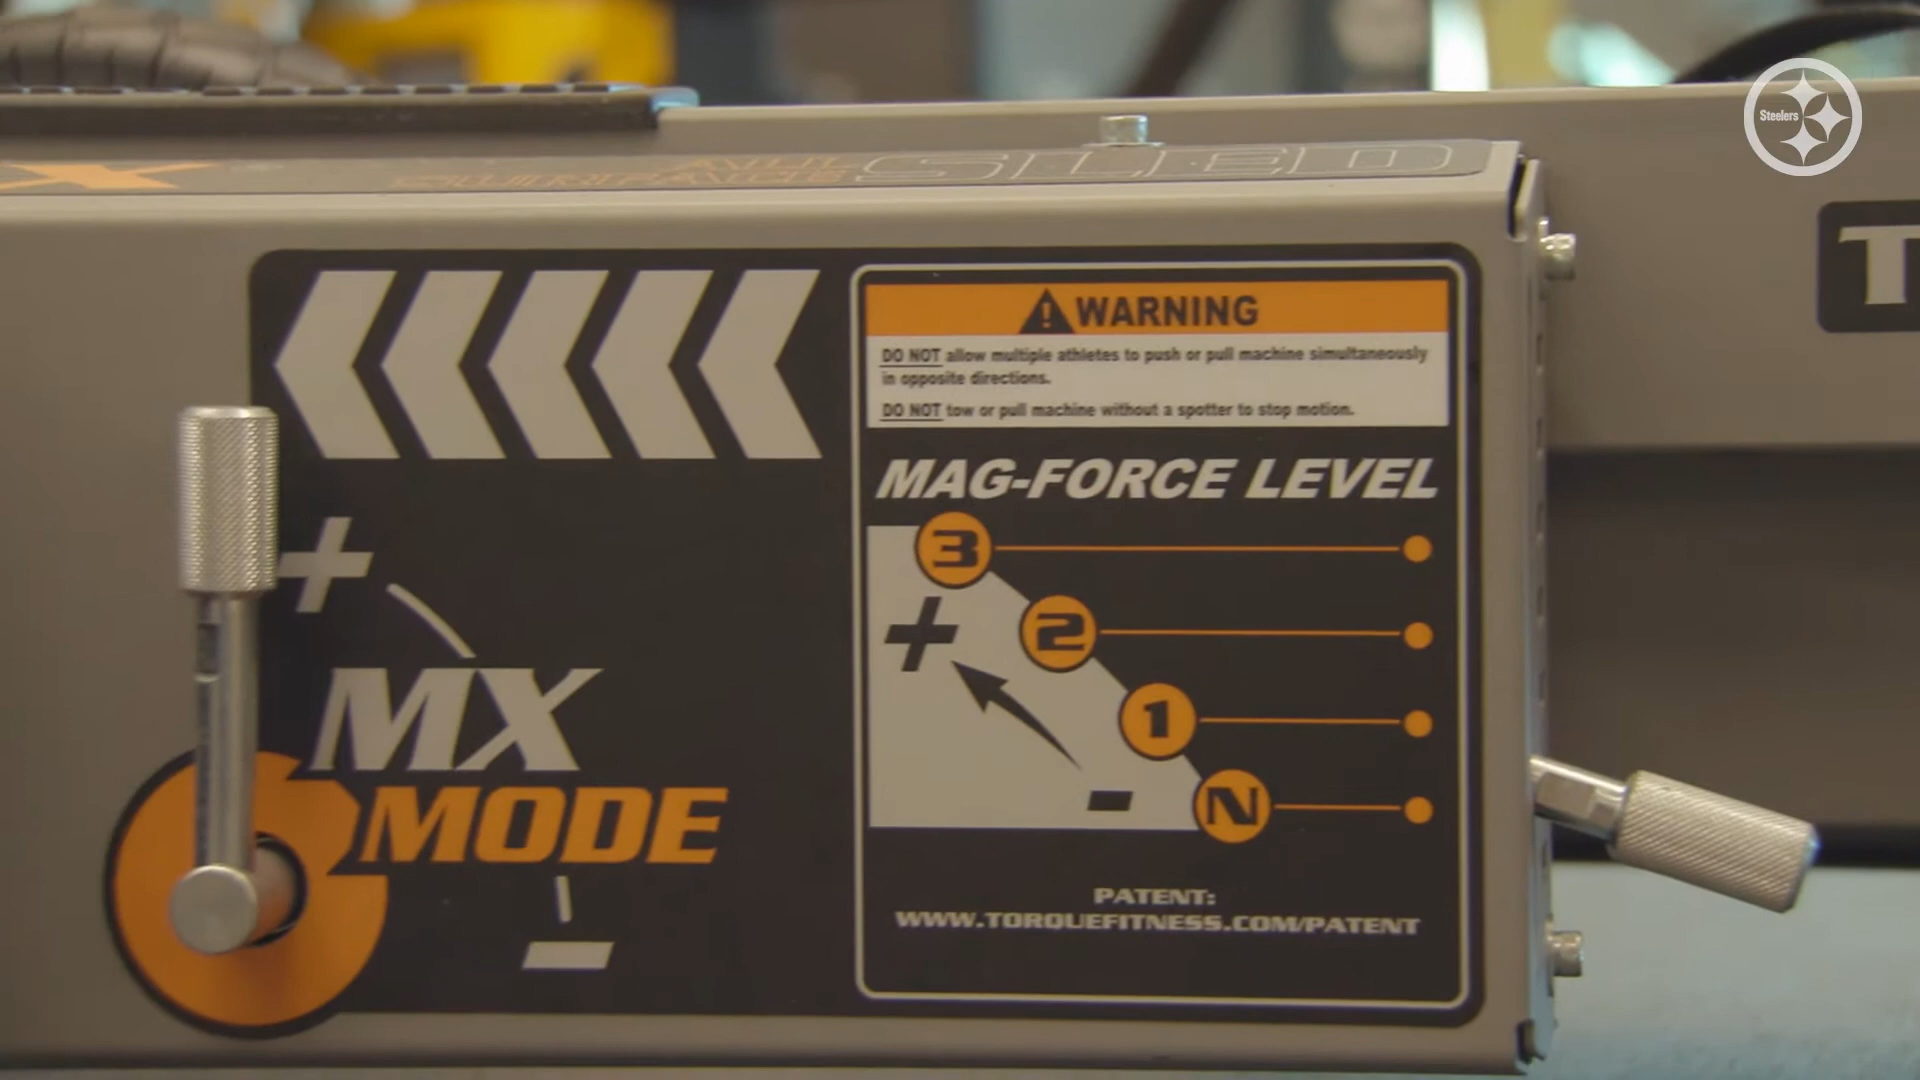 Steelers
X
ALL
SURFACE SLED
T
WARNING
DO NOT allow multiple athletes to push or pull machine simultaneously
in opposite directions.
DO NOT tow or pull machine without a spotter to stop motion.
MAG-FORCE LEVEL
3
+
2
1
-
N
PATENT:
WWW.TORQUEFITNESS.COM/PATENT
+
MX
MODE
-